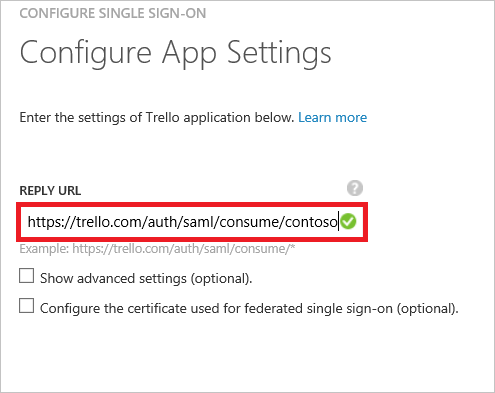 CONFIGURE SINGLE SIGN-ON
Configure App Settings
Enter the settings of Trello application below. Learn more
REPLY URL ?
https://trello.com/auth/saml/consume/contoso
Example: https://trello.com/auth/saml/consume/*
Show advanced settings (optional).
Configure the certificate used for federated single sign-on (optional).